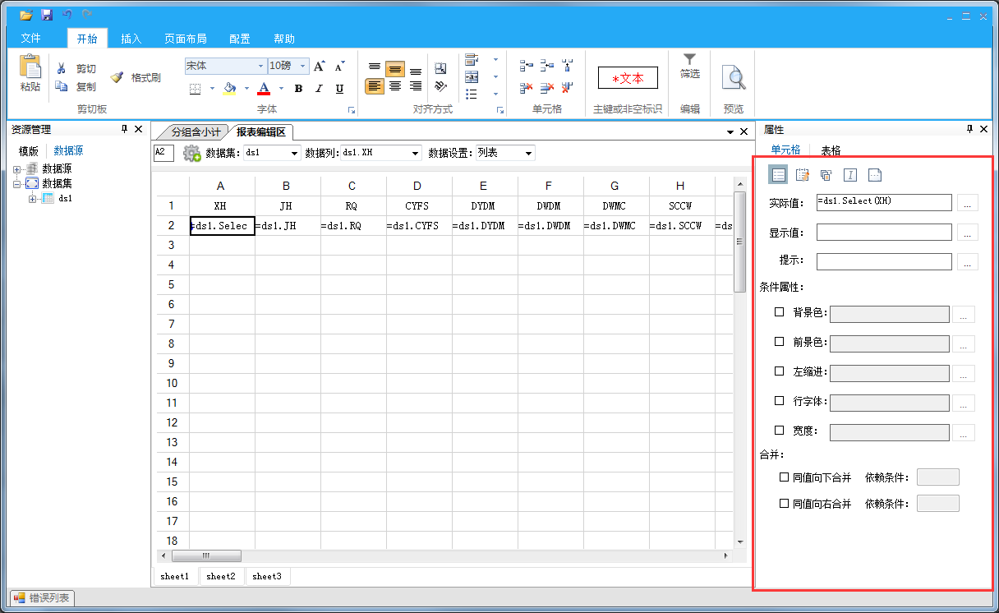 文件 开始 插入 页面布局 配置 帮助
粘贴 剪切 复制 格式刷
宋体 10磅 A A
A B I U
*文本
筛选
剪切板 字体 对齐方式 单元格 主键或非空标识 编辑 预览
资源管理
模版 数据源
数据源
数据集
ds1
分组含小计 报表编辑区
A2 数据集: ds1 数据列: ds1.XH 数据设置: 列表
A B C D E F G H
1 XH JH RQ CYFS DYDM DWDM DWMC SCCW
2 =ds1.Selec =ds1.JH =ds1.RQ =ds1.CYFS =ds1.DYDM =ds1.DWDM =ds1.DWMC =ds1.SCCW =ds
3
4
5
6
7
8
9
10
11
12
13
14
15
16
17
18
sheet1 sheet2 sheet3
属性
单元格 表格
实际值: =ds1.Select(XH) ...
显示值: ...
提示: ...
条件属性:
背景色: ...
前景色: ...
左缩进: ...
行字体: ...
宽度: ...
合并:
同值向下合并 依赖条件:
同值向右合并 依赖条件:
错误列表